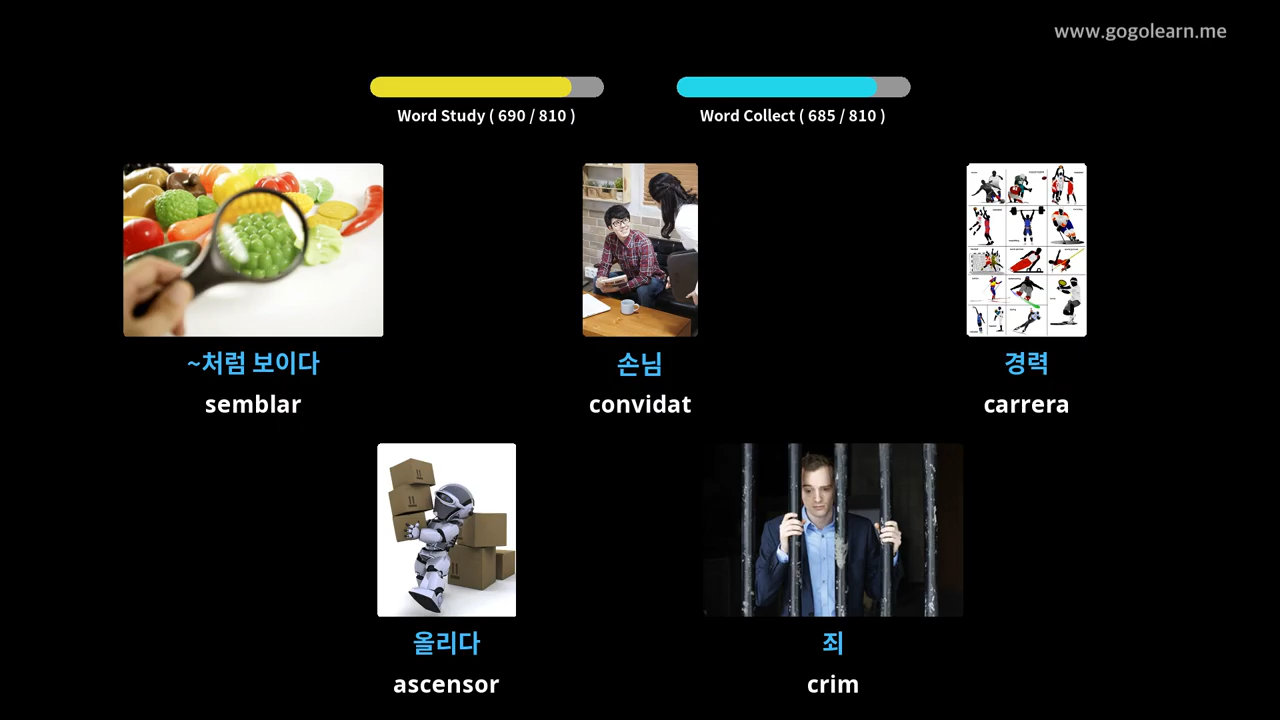 www.gogolearn.me
Word Study ( 690 / 810 )
Word Collect ( 685 / 810 )
~처럼 보이다
semblar
손님
convidat
경력
carrera
올리다
ascensor
죄
crim